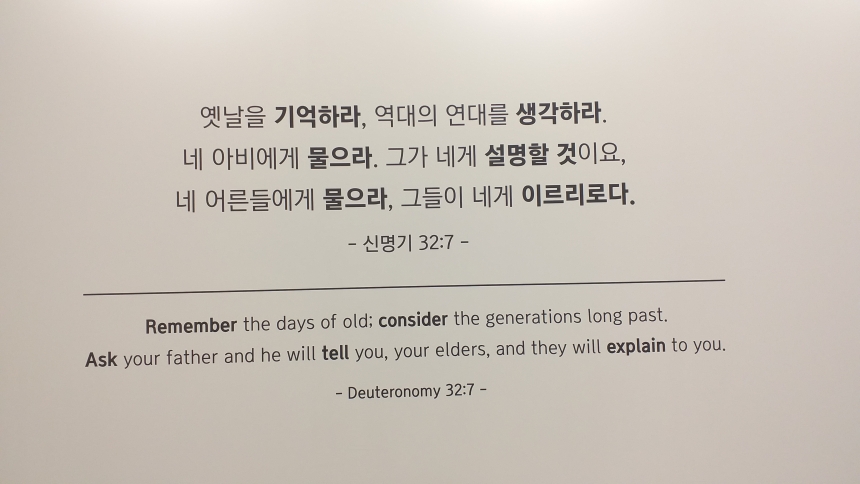 옛날을 기억하라, 역대의 연대를 생각하라.
네 아비에게 물으라. 그가 네게 설명할 것이요,
네 어른들에게 물으라, 그들이 네게 이르리로다.
- 신명기 32:7 -
Remember the days of old; consider the generations long past.
Ask your father and he will tell you, your elders, and they will explain to you.
- Deuteronomy 32:7 -